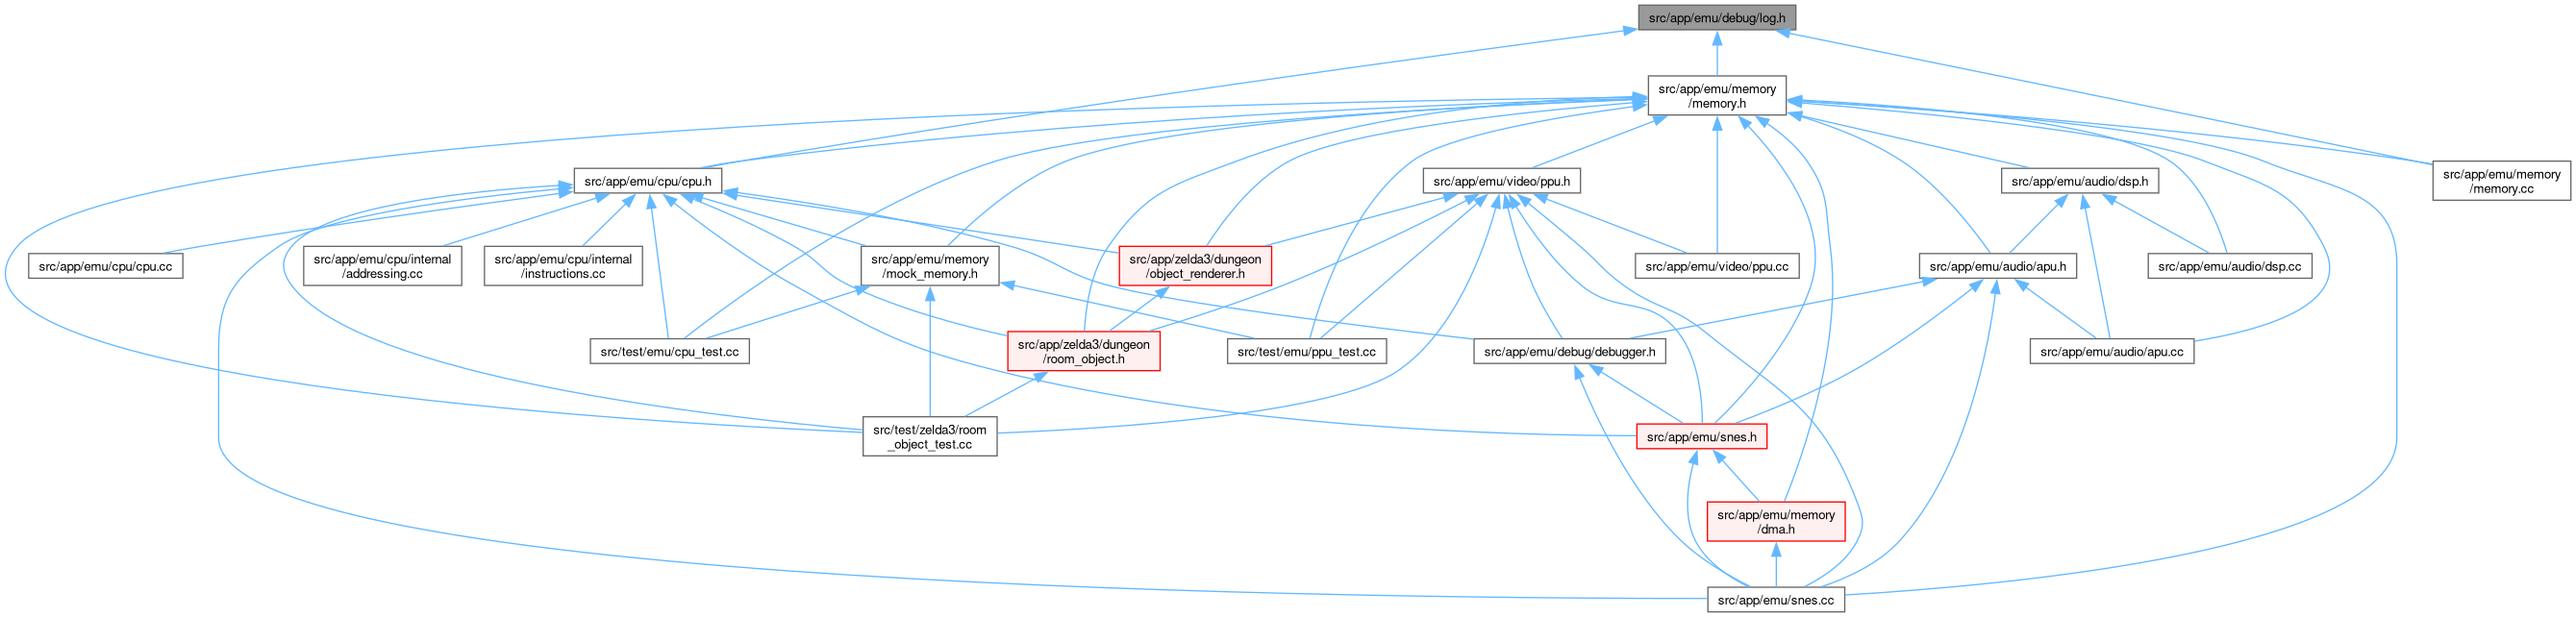 src/app/emu/debug/log.h
src/app/emu/memory
/memory.h
src/app/emu/cpu/cpu.h
src/app/emu/video/ppu.h
src/app/emu/audio/dsp.h
src/app/emu/memory
/memory.cc
src/app/emu/cpu/cpu.cc
src/app/emu/cpu/internal
/addressing.cc
src/app/emu/cpu/internal
/instructions.cc
src/app/emu/memory
/mock_memory.h
src/app/zelda3/dungeon
/object_renderer.h
src/app/emu/video/ppu.cc
src/app/emu/audio/apu.h
src/app/emu/audio/dsp.cc
src/test/emu/cpu_test.cc
src/app/zelda3/dungeon
/room_object.h
src/test/emu/ppu_test.cc
src/app/emu/debug/debugger.h
src/app/emu/audio/apu.cc
src/test/zelda3/room
_object_test.cc
src/app/emu/snes.h
src/app/emu/memory
/dma.h
src/app/emu/snes.cc